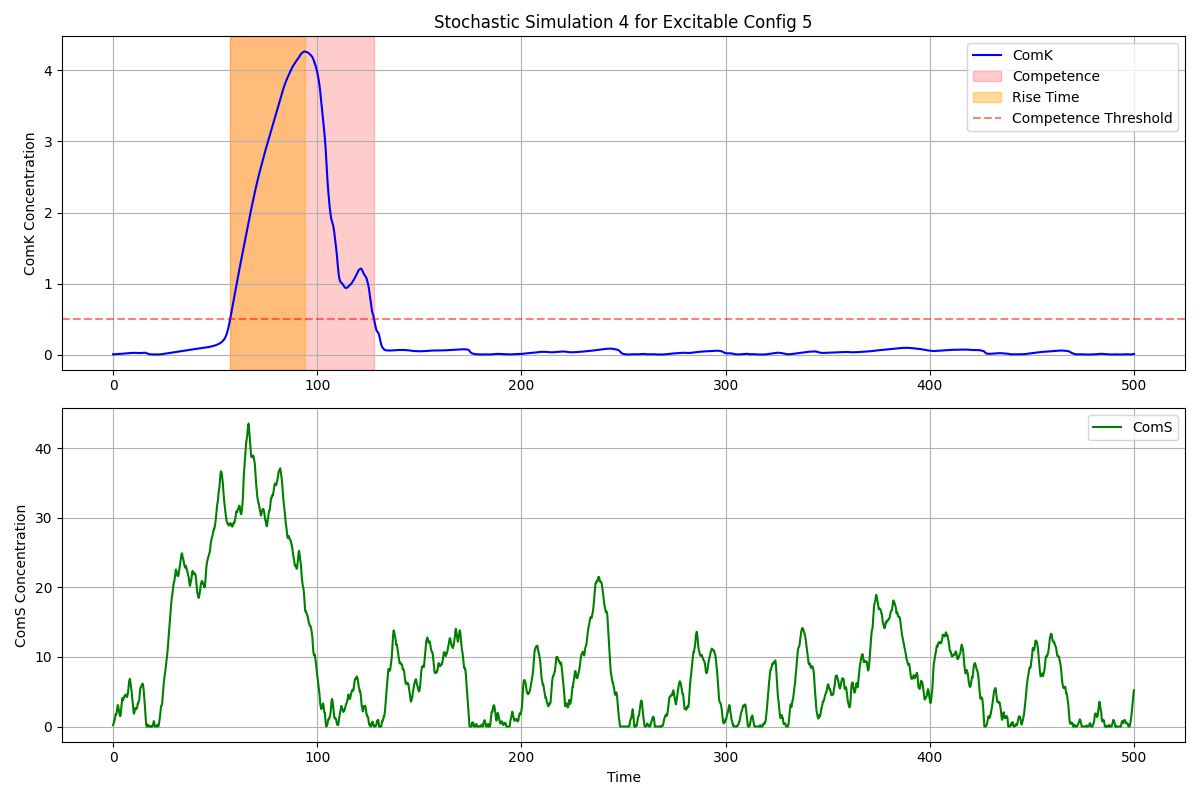 Stochastic Simulation 4 for Excitable Config 5
ComK Concentration
4
3
2
1
0
ComK
Competence
Rise Time
Competence Threshold
0 100 200 300 400 500
ComS Concentration
40
30
20
10
0
ComS
0 100 200 300 400 500
Time